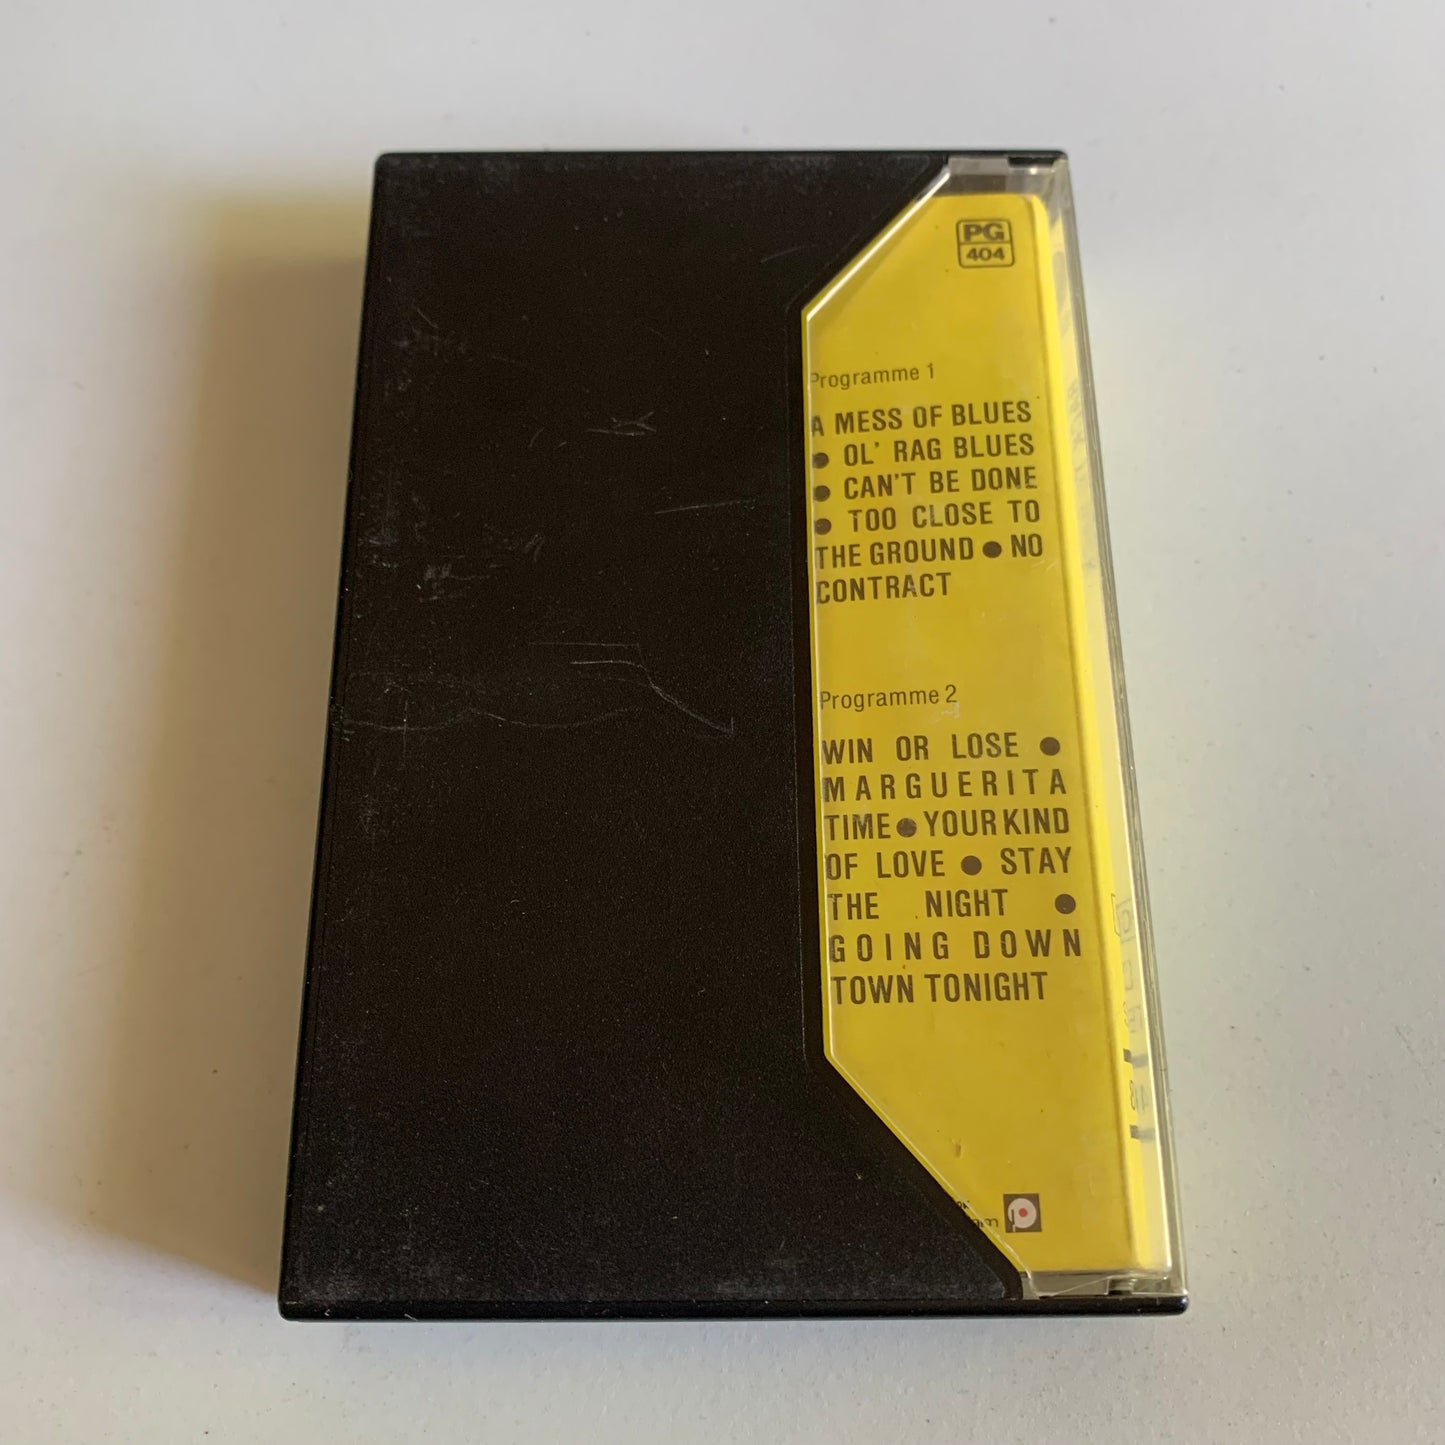 PG
404
Programme 1
A MESS OF BLUES
● OL' RAG BLUES
● CAN'T BE DONE
● TOO CLOSE TO
THE GROUND ● NO
CONTRACT
Programme 2
WIN OR LOSE ●
MARGUERITA
TIME ● YOUR KIND
OF LOVE ● STAY
THE NIGHT ●
GOING DOWN
TOWN TONIGHT